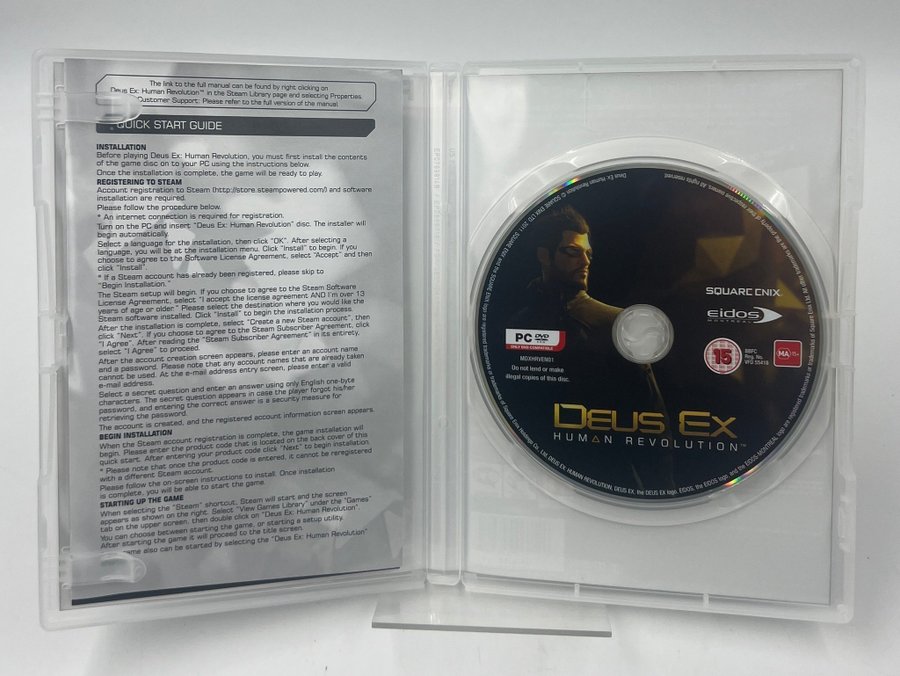 The link to the full manual can be found by right clicking on
Deus Ex: Human Revolution™ in the Steam Library page and selecting Properties.
Customer Support: Please refer to the full version of the manual
QUICK START GUIDE
INSTALLATION
Before playing Deus Ex: Human Revolution, you must first install the contents
of the game disc on to your PC using the instructions below.
Once the installation is complete, the game will be ready to play.
REGISTERING TO STEAM
Account registration to Steam (http://store.steampowered.com/) and software
installation are required.
Please follow the procedure below.
* An internet connection is required for registration.
Turn on the PC and insert "Deus Ex: Human Revolution" disc. The installer will
begin automatically.
Select a language for the installation, then click "OK". After selecting a
language, you will be at the installation menu. Click "Install" to begin. If you
choose to agree to the Software License Agreement, select "Accept" and then
click "Install".
* If a Steam account has already been registered, please skip to
"Begin Installation."
The Steam setup will begin. If you choose to agree to the Steam Software
License Agreement, select "I accept the license agreement AND I'm over 13
years of age or older." Please select the destination where you would like the
Steam software installed. Click "Install" to begin the installation process.
After the installation is complete, select "Create a new Steam account", then
click "Next". If you choose to agree to the Steam Subscriber Agreement, click
"I Agree". After reading the "Steam Subscriber Agreement" in its entirety,
select "I Agree" to proceed.
After the account creation screen appears, please enter an account name
and a password. Please note that any account names that are already taken
cannot be used. At the e-mail address entry screen, please enter a valid
e-mail address.
Select a secret question and enter an answer using only English one-byte
characters. The secret question appears in case the player forgot his/her
password, and entering the correct answer is a security measure for
retrieving the password.
The account is created, and the registered account information screen appears.
BEGIN INSTALLATION
When the Steam account registration is complete, the game installation will
begin. Please enter the product code that is located on the back cover of this
quick start. After entering your product code click "Next" to begin installation.
* Please note that once the product code is entered, it cannot be reregistered
with a different Steam account.
Please follow the on-screen instructions to install. Once installation
is complete, you will be able to start the game.
STARTING UP THE GAME
When selecting the "Steam" shortcut, Steam will start and the screen
appears as shown on the right. Select "View Games Library" under the "Games"
tab on the upper screen, then double click on "Deus Ex: Human Revolution".
You can choose between starting the game, or starting a setup utility.
After starting the game it will proceed to the title screen.
game also can be started by selecting the "Deus Ex: Human Revolution"
SQUARE ENIX
eidos
MONTREAL
PC DVD
MDXHRVEN01
Do not lend or make
illegal copies of this disc.
15
BBFC
Reg. No.
VFG 55418
MA 15+
DEUS EX
HUMAN REVOLUTION™